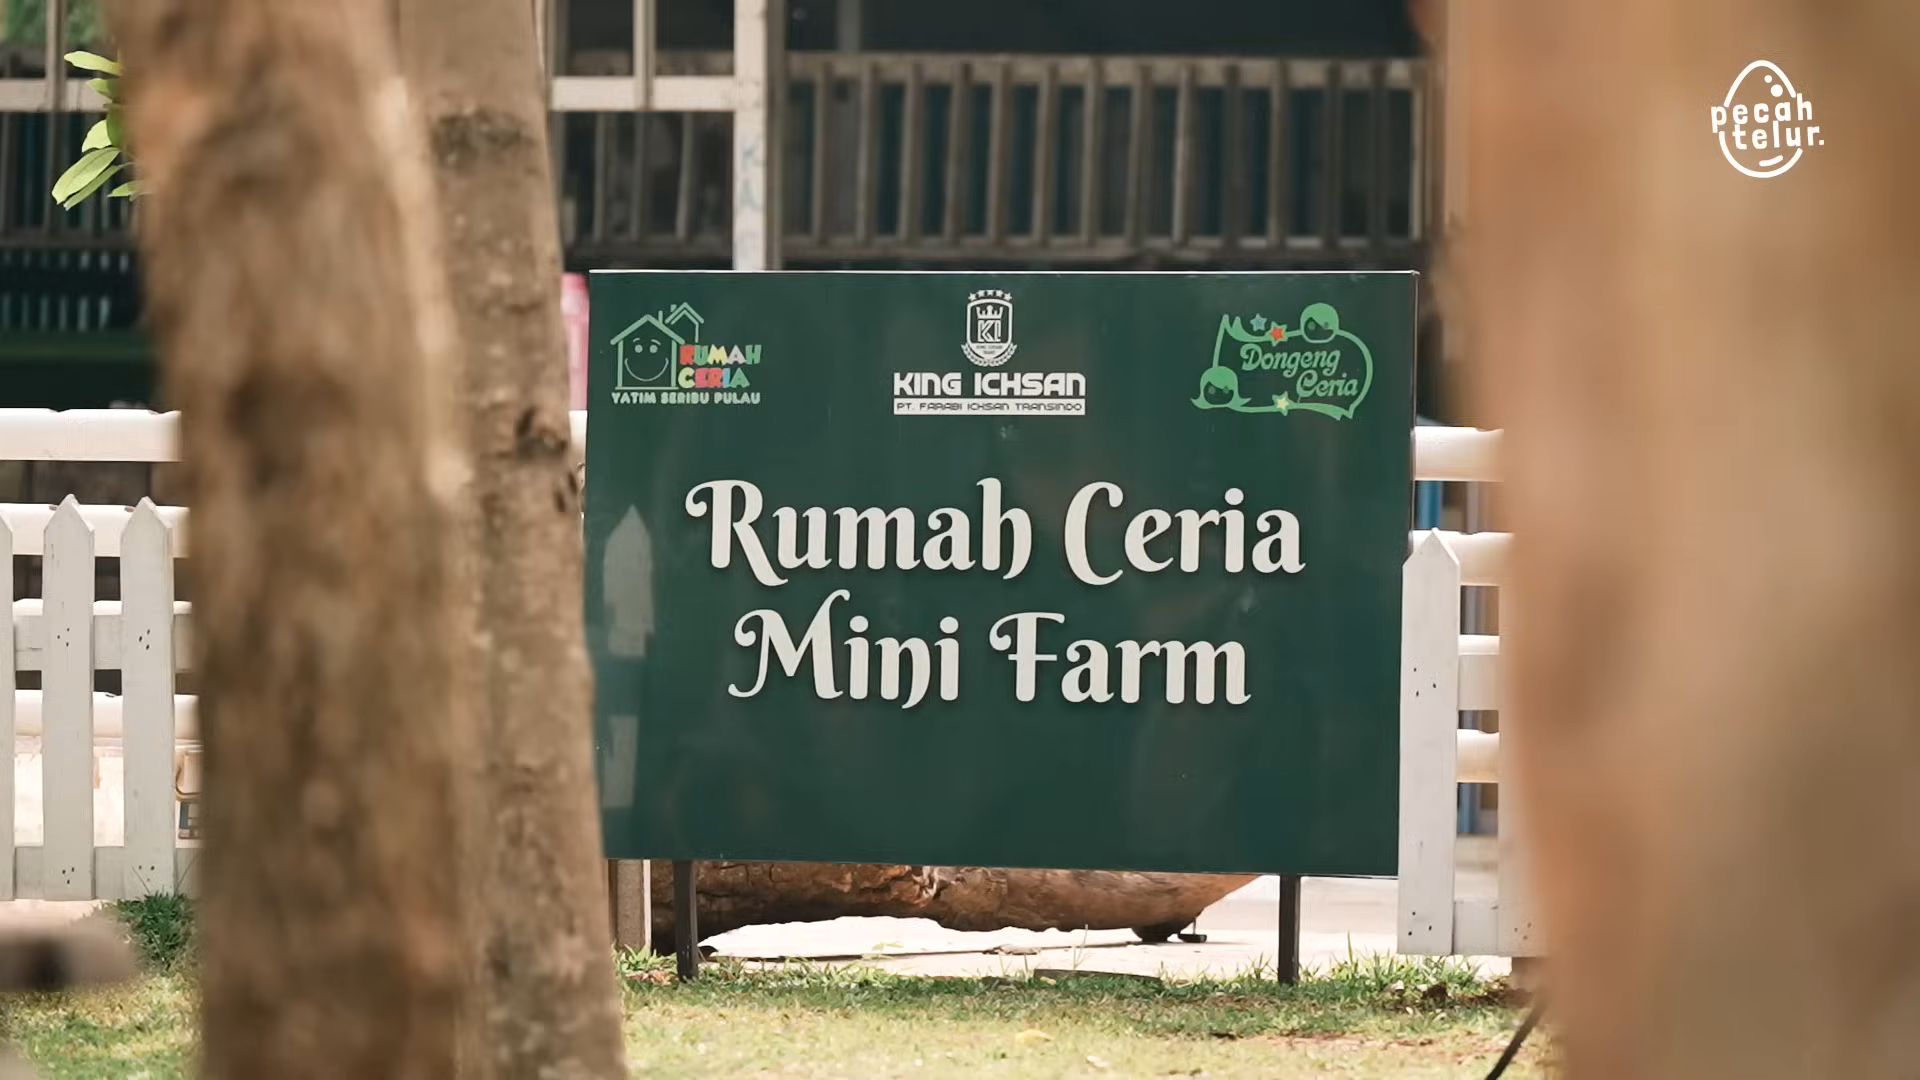 pecah
telur.
RUMAH
CERIA
YATIM SERIBU PULAU
KI
KING ICHSAN
PT. FARABI ICHSAN TRANSINDO
Dongeng
Ceria
Rumah Ceria
Mini Farm